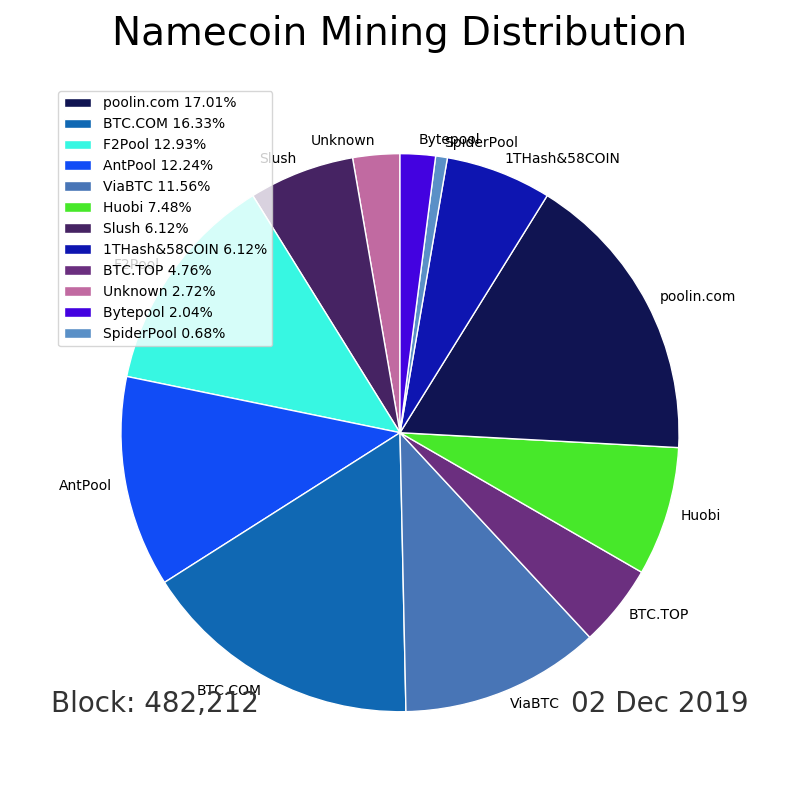 Namecoin Mining Distribution
poolin.com 17.01%
BTC.COM 16.33%
F2Pool 12.93%
AntPool 12.24%
ViaBTC 11.56%
Huobi 7.48%
Slush 6.12%
1THash&58COIN 6.12%
BTC.TOP 4.76%
Unknown 2.72%
Bytepool 2.04%
SpiderPool 0.68%
Unknown
Bytepool
SpiderPool
Slush
1THash&58COIN
F2Pool
poolin.com
AntPool
Huobi
BTC.TOP
BTC.COM
ViaBTC
Block: 482,212
02 Dec 2019